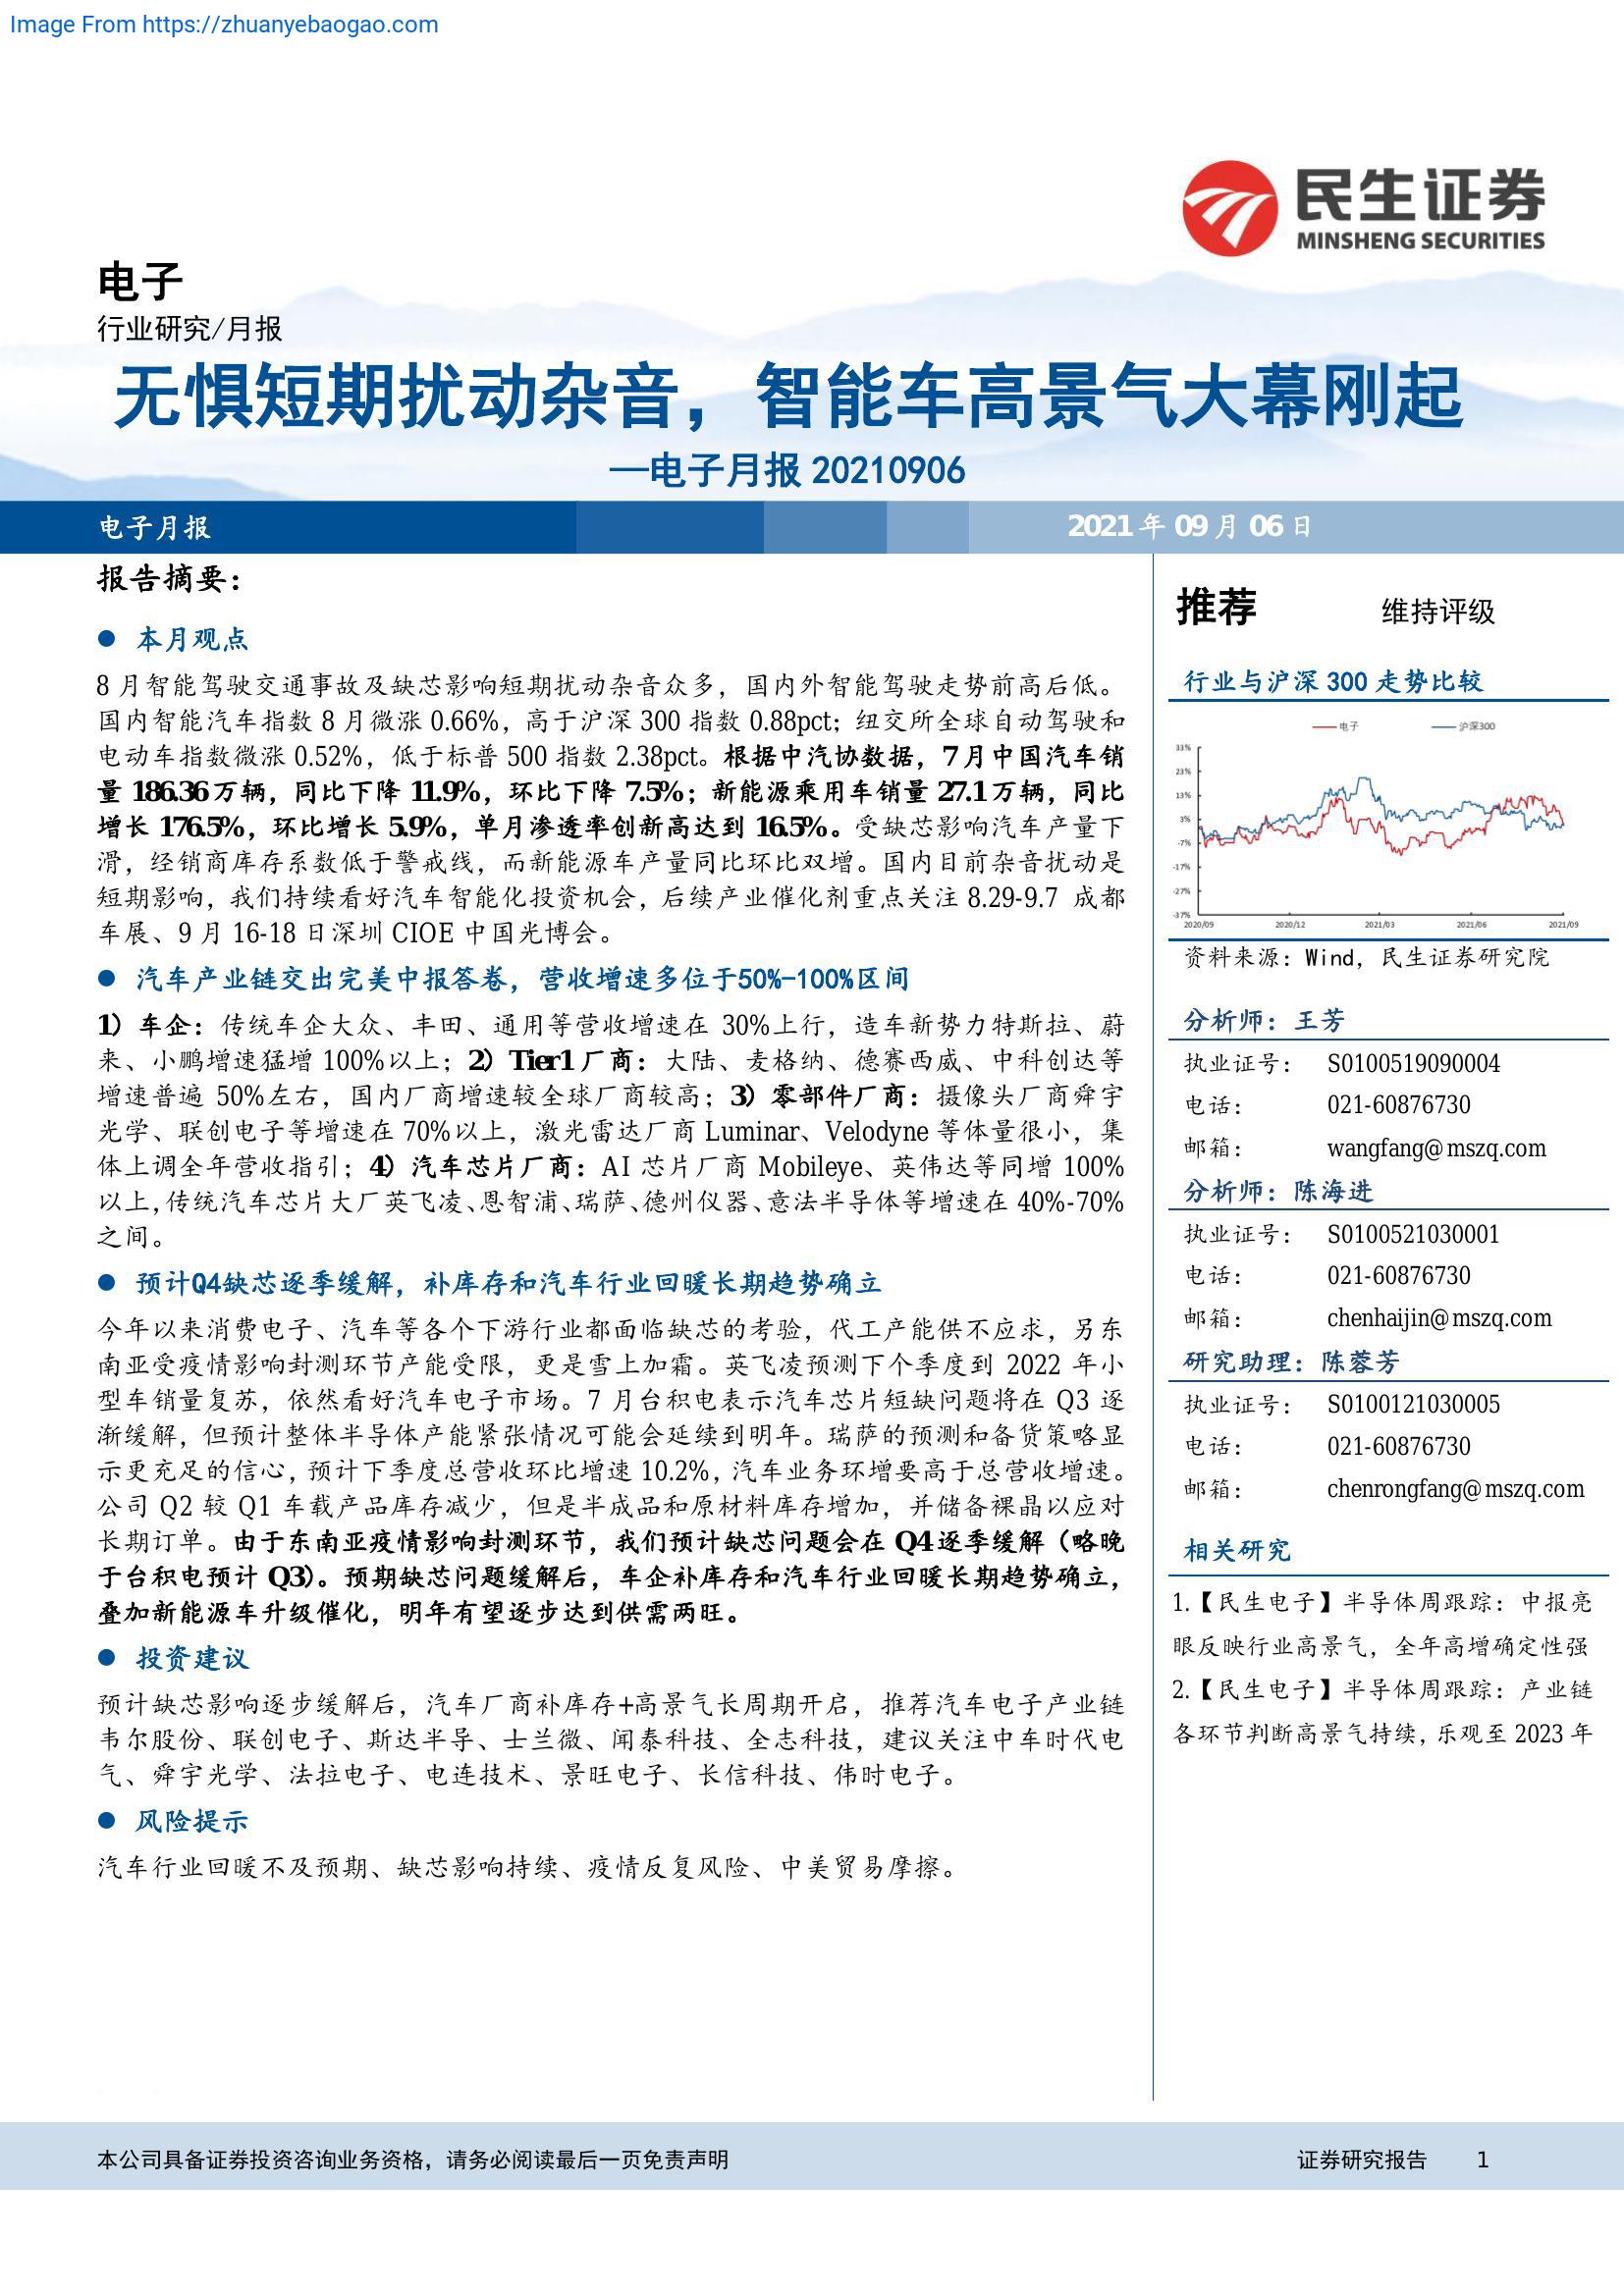 Image From https://zhuanyebaogao.com
民生证券
MINSHENG SECURITIES
电子
行业研究/月报
无惧短期扰动杂音，智能车高景气大幕刚起
—电子月报 20210906
电子月报
2021 年 09 月 06 日
报告摘要：
● 本月观点
8 月智能驾驶交通事故及缺芯影响短期扰动杂音众多，国内外智能驾驶走势前高后低。
国内智能汽车指数 8 月微涨 0.66%，高于沪深 300 指数 0.88pct；纽交所全球自动驾驶和
电动车指数微涨 0.52%，低于标普 500 指数 2.38pct。根据中汽协数据，7 月中国汽车销
量 186.36 万辆，同比下降 11.9%，环比下降 7.5%；新能源乘用车销量 27.1 万辆，同比
增长 176.5%，环比增长 5.9%，单月渗透率创新高达到 16.5%。受缺芯影响汽车产量下
滑，经销商库存系数低于警戒线，而新能源车产量同比环比双增。国内目前杂音扰动是
短期影响，我们持续看好汽车智能化投资机会，后续产业催化剂重点关注 8.29-9.7 成都
车展、9 月 16-18 日深圳 CIOE 中国光博会。
● 汽车产业链交出完美中报答卷，营收增速多位于50%-100%区间
1）车企：传统车企大众、丰田、通用等营收增速在 30%上行，造车新势力特斯拉、蔚
来、小鹏增速猛增 100%以上；2）Tier1 厂商：大陆、麦格纳、德赛西威、中科创达等
增速普遍 50%左右，国内厂商增速较全球厂商较高；3）零部件厂商：摄像头厂商舜宇
光学、联创电子等增速在 70%以上，激光雷达厂商 Luminar、Velodyne 等体量很小，集
体上调全年营收指引；4）汽车芯片厂商：AI 芯片厂商 Mobileye、英伟达等同增 100%
以上，传统汽车芯片大厂英飞凌、恩智浦、瑞萨、德州仪器、意法半导体等增速在 40%-70%
之间。
● 预计Q4缺芯逐季缓解，补库存和汽车行业回暖长期趋势确立
今年以来消费电子、汽车等各个下游行业都面临缺芯的考验，代工产能供不应求，另东
南亚受疫情影响封测环节产能受限，更是雪上加霜。英飞凌预测下个季度到 2022 年小
型车销量复苏，依然看好汽车电子市场。7 月台积电表示汽车芯片短缺问题将在 Q3 逐
渐缓解，但预计整体半导体产能紧张情况可能会延续到明年。瑞萨的预测和备货策略显
示更充足的信心，预计下季度总营收环比增速 10.2%，汽车业务环增要高于总营收增速。
公司 Q2 较 Q1 车载产品库存减少，但是半成品和原材料库存增加，并储备裸晶以应对
长期订单。由于东南亚疫情影响封测环节，我们预计缺芯问题会在 Q4 逐季缓解（略晚
于台积电预计 Q3）。预期缺芯问题缓解后，车企补库存和汽车行业回暖长期趋势确立，
叠加新能源车升级催化，明年有望逐步达到供需两旺。
● 投资建议
预计缺芯影响逐步缓解后，汽车厂商补库存+高景气长周期开启，推荐汽车电子产业链
韦尔股份、联创电子、斯达半导、士兰微、闻泰科技、全志科技，建议关注中车时代电
气、舜宇光学、法拉电子、电连技术、景旺电子、长信科技、伟时电子。
● 风险提示
汽车行业回暖不及预期、缺芯影响持续、疫情反复风险、中美贸易摩擦。
推荐 维持评级
行业与沪深 300 走势比较
电子 沪深300
33%
23%
13%
3%
-7%
-17%
-27%
-37%
2020/09 2020/12 2021/03 2021/06 2021/09
资料来源：Wind，民生证券研究院
分析师：王芳
执业证号： S0100519090004
电话： 021-60876730
邮箱： wangfang@mszq.com
分析师：陈海进
执业证号： S0100521030001
电话： 021-60876730
邮箱： chenhaijin@mszq.com
研究助理：陈蓉芳
执业证号： S0100121030005
电话： 021-60876730
邮箱： chenrongfang@mszq.com
相关研究
1.【民生电子】半导体周跟踪：中报亮
眼反映行业高景气，全年高增确定性强
2.【民生电子】半导体周跟踪：产业链
各环节判断高景气持续，乐观至 2023 年
本公司具备证券投资咨询业务资格，请务必阅读最后一页免责声明
证券研究报告 1